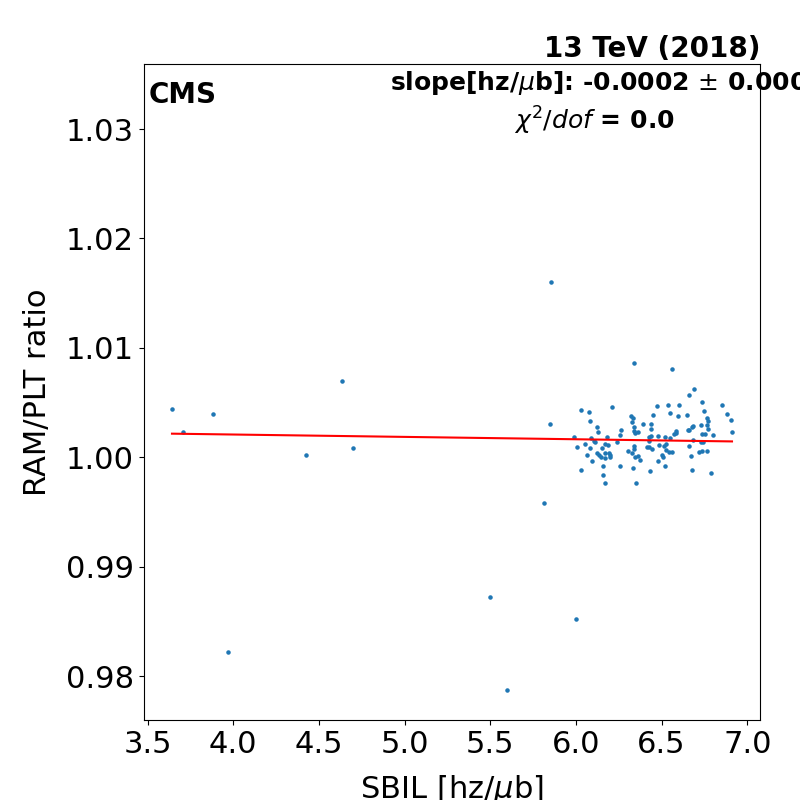 13 TeV (2018)
CMS
slope[hz/μb]: -0.0002 ± 0.000
χ²/dof = 0.0
1.03
1.02
1.01
1.00
0.99
0.98
RAM/PLT ratio
3.5 4.0 4.5 5.0 5.5 6.0 6.5 7.0
SBIL [hz/μb]